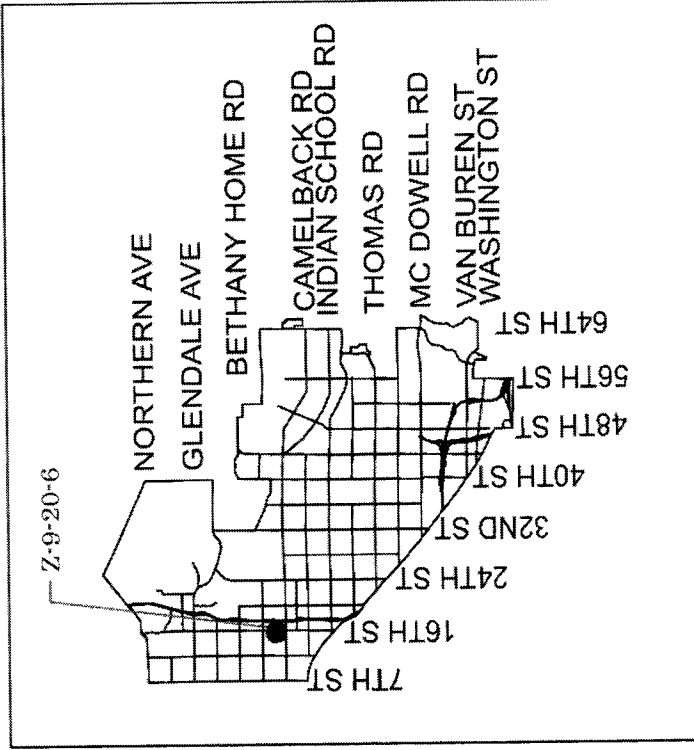 Z-9-20-6
NORTHERN AVE
GLENDALE AVE
BETHANY HOME RD
CAMELBACK RD
INDIAN SCHOOL RD
THOMAS RD
MC DOWELL RD
VAN BUREN ST
WASHINGTON ST
7TH ST
16TH ST
24TH ST
32ND ST
40TH ST
48TH ST
56TH ST
64TH ST